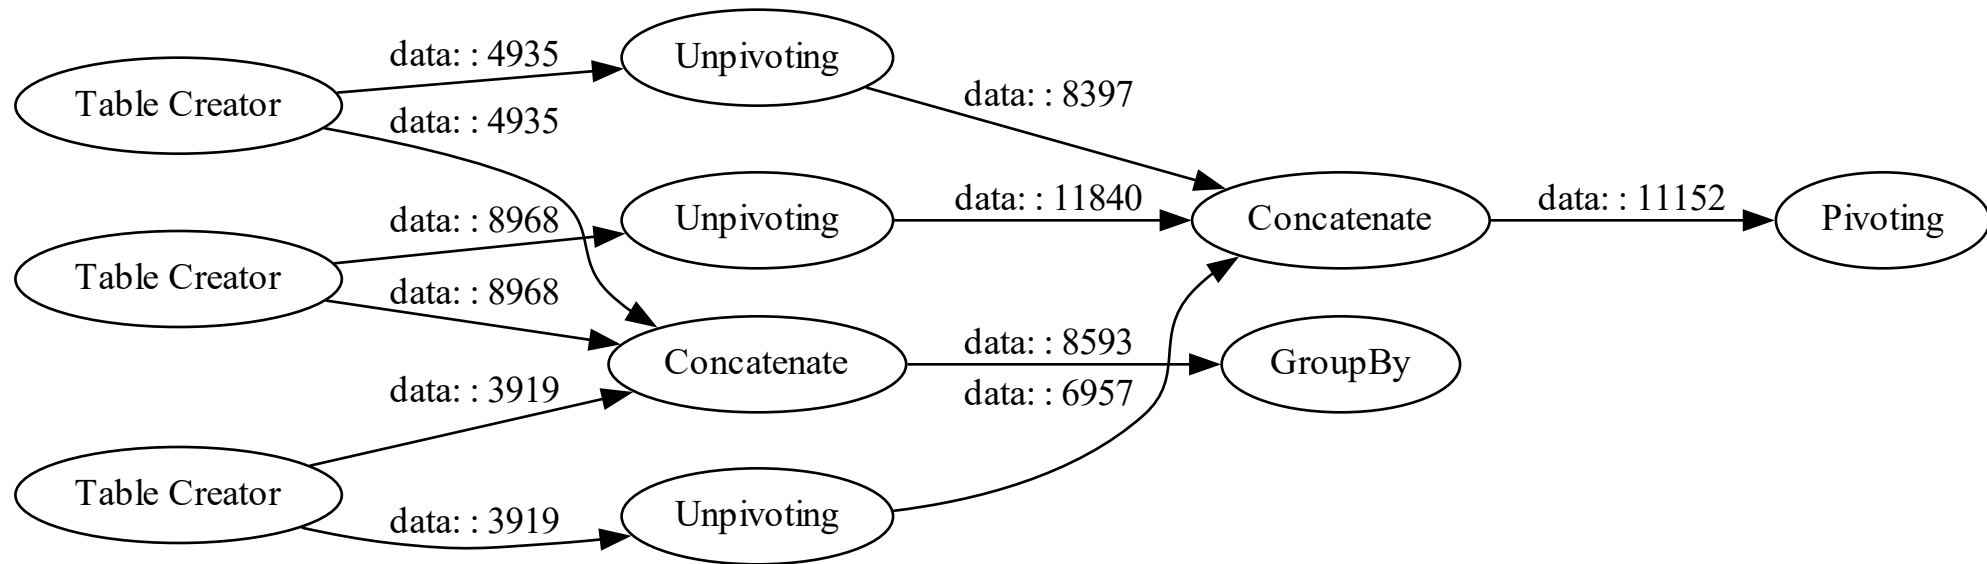 Table Creator
data: : 4935
Unpivoting
data: : 4935
data: : 8397
Table Creator
data: : 8968
Unpivoting
data: : 11840
Concatenate
data: : 11152
Pivoting
data: : 8968
Concatenate
data: : 8593
GroupBy
data: : 3919
data: : 6957
Table Creator
data: : 3919
Unpivoting